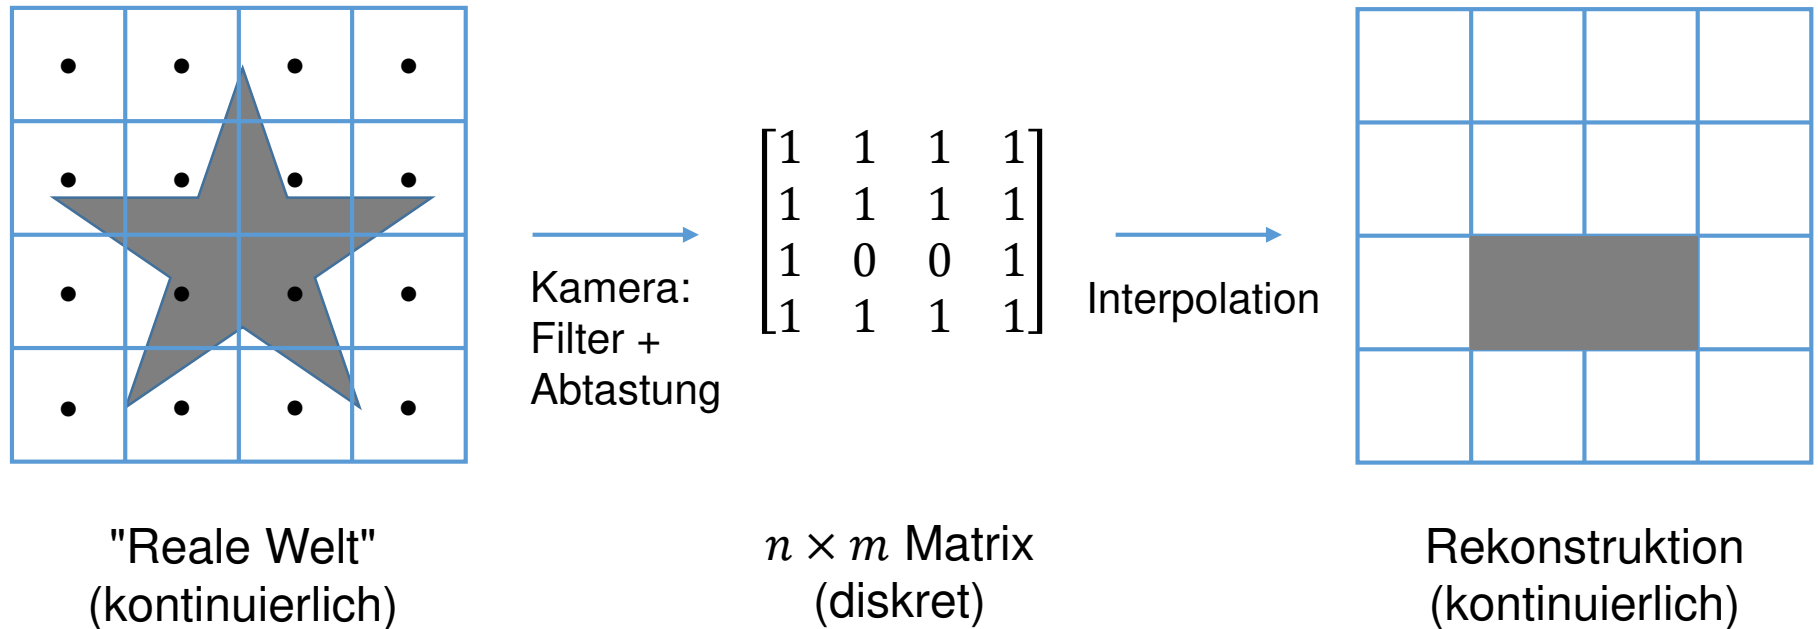 1 1 1 1
1 1 1 1
1 0 0 1
1 1 1 1
Kamera:
Filter +
Abtastung
Interpolation
"Reale Welt"
(kontinuierlich)
n × m Matrix
(diskret)
Rekonstruktion
(kontinuierlich)